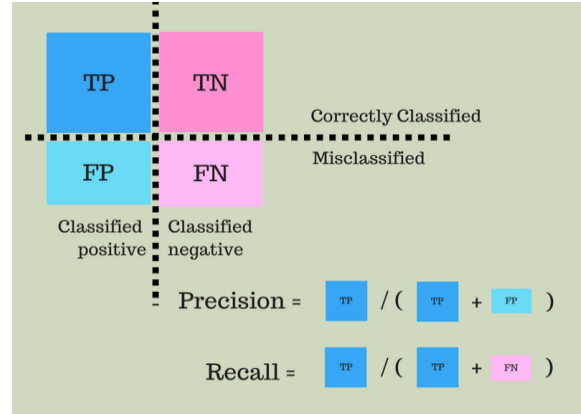 TP TN
Correctly Classified
Misclassified
FP FN
Classified Classified
positive negative
Precision = TP / ( TP + FP )
Recall = TP / ( TP + FN )